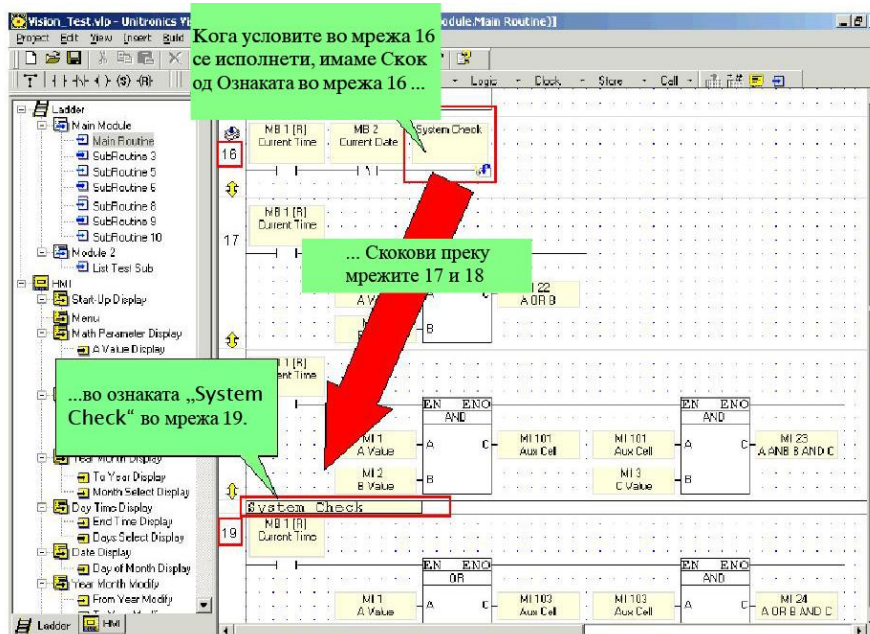 Vision_Test.vlp - Unitronics Vi
odule:Main Routine)]
Project Edit View Insert Build
Кога условите во мрежа 16
се исполнети, имаме Скок
од Ознаката во мрежа 16 ...
Logic Clock Store Call
Ladder
Main Module
Main Routine
SubRoutine 3
SubRoutine 5
SubRoutine 6
SubRoutine 8
SubRoutine 9
SubRoutine 10
Module 2
List Test Sub
HMI
Start-Up Display
Menu
Math Parameter Display
A Value Display
Year Month Display
To Year Display
Month Select Display
Day Time Display
End Time Display
Days Select Display
Date Display
Day of Month Display
Year Month Modify
From Year Modify
Ladder HMI
16
MB 1 [R]
Current Time
MB 2
Current Date
System Check
17
MB 1 [R]
Current Time
... Скокови преку
мрежите 17 и 18
A Value
A
B
C
MI 22
A OR B
...во ознаката „System
Check“ во мрежа 19.
EN ENO
AND
MI 1
A Value
A
C
MI 101
Aux Cell
MI 2
B Value
B
EN ENO
AND
MI 101
Aux Cell
A
C
MI 23
A ANB B AND C
MI 3
C Value
B
System Check
19
MB 1 [R]
Current Time
EN ENO
OR
MI 1
A Value
A
C
MI 103
Aux Cell
EN ENO
AND
MI 103
Aux Cell
A
C
MI 24
A OR B AND C